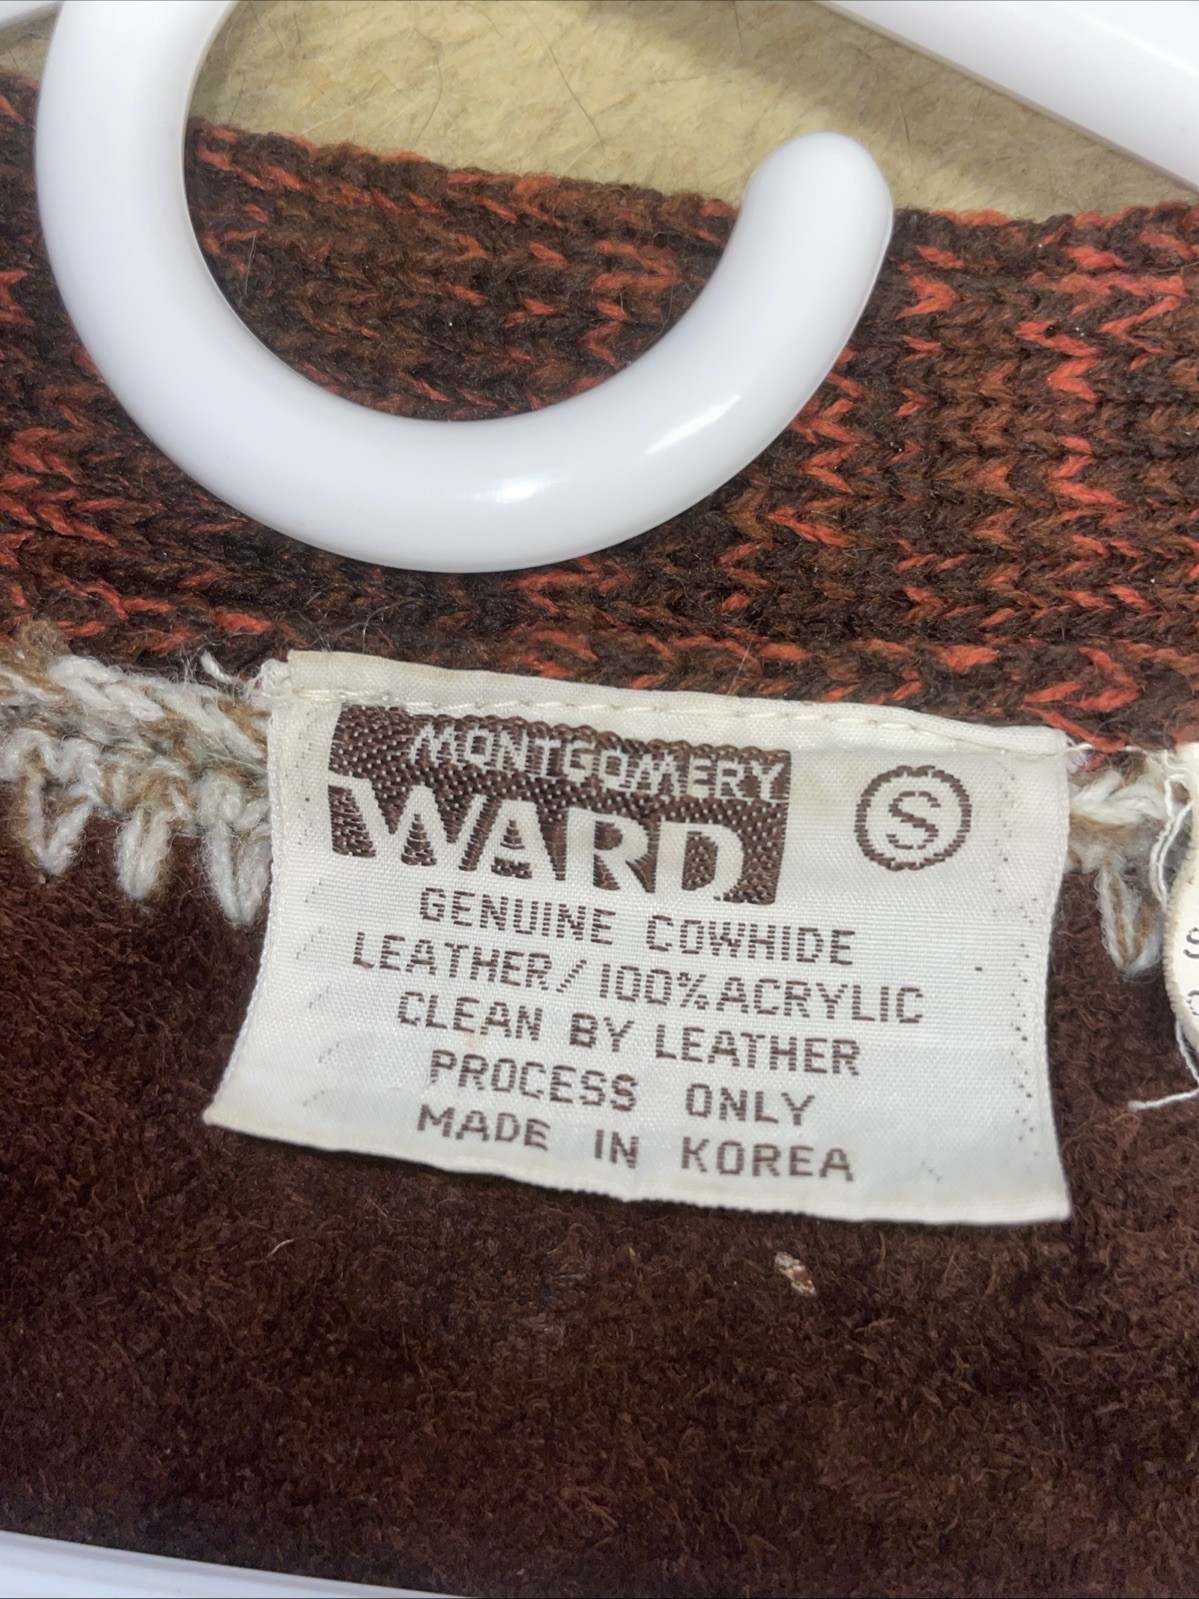 MONTGOMERY
WARD
S
GENUINE COWHIDE
LEATHER/100% ACRYLIC
CLEAN BY LEATHER
PROCESS ONLY
MADE IN KOREA